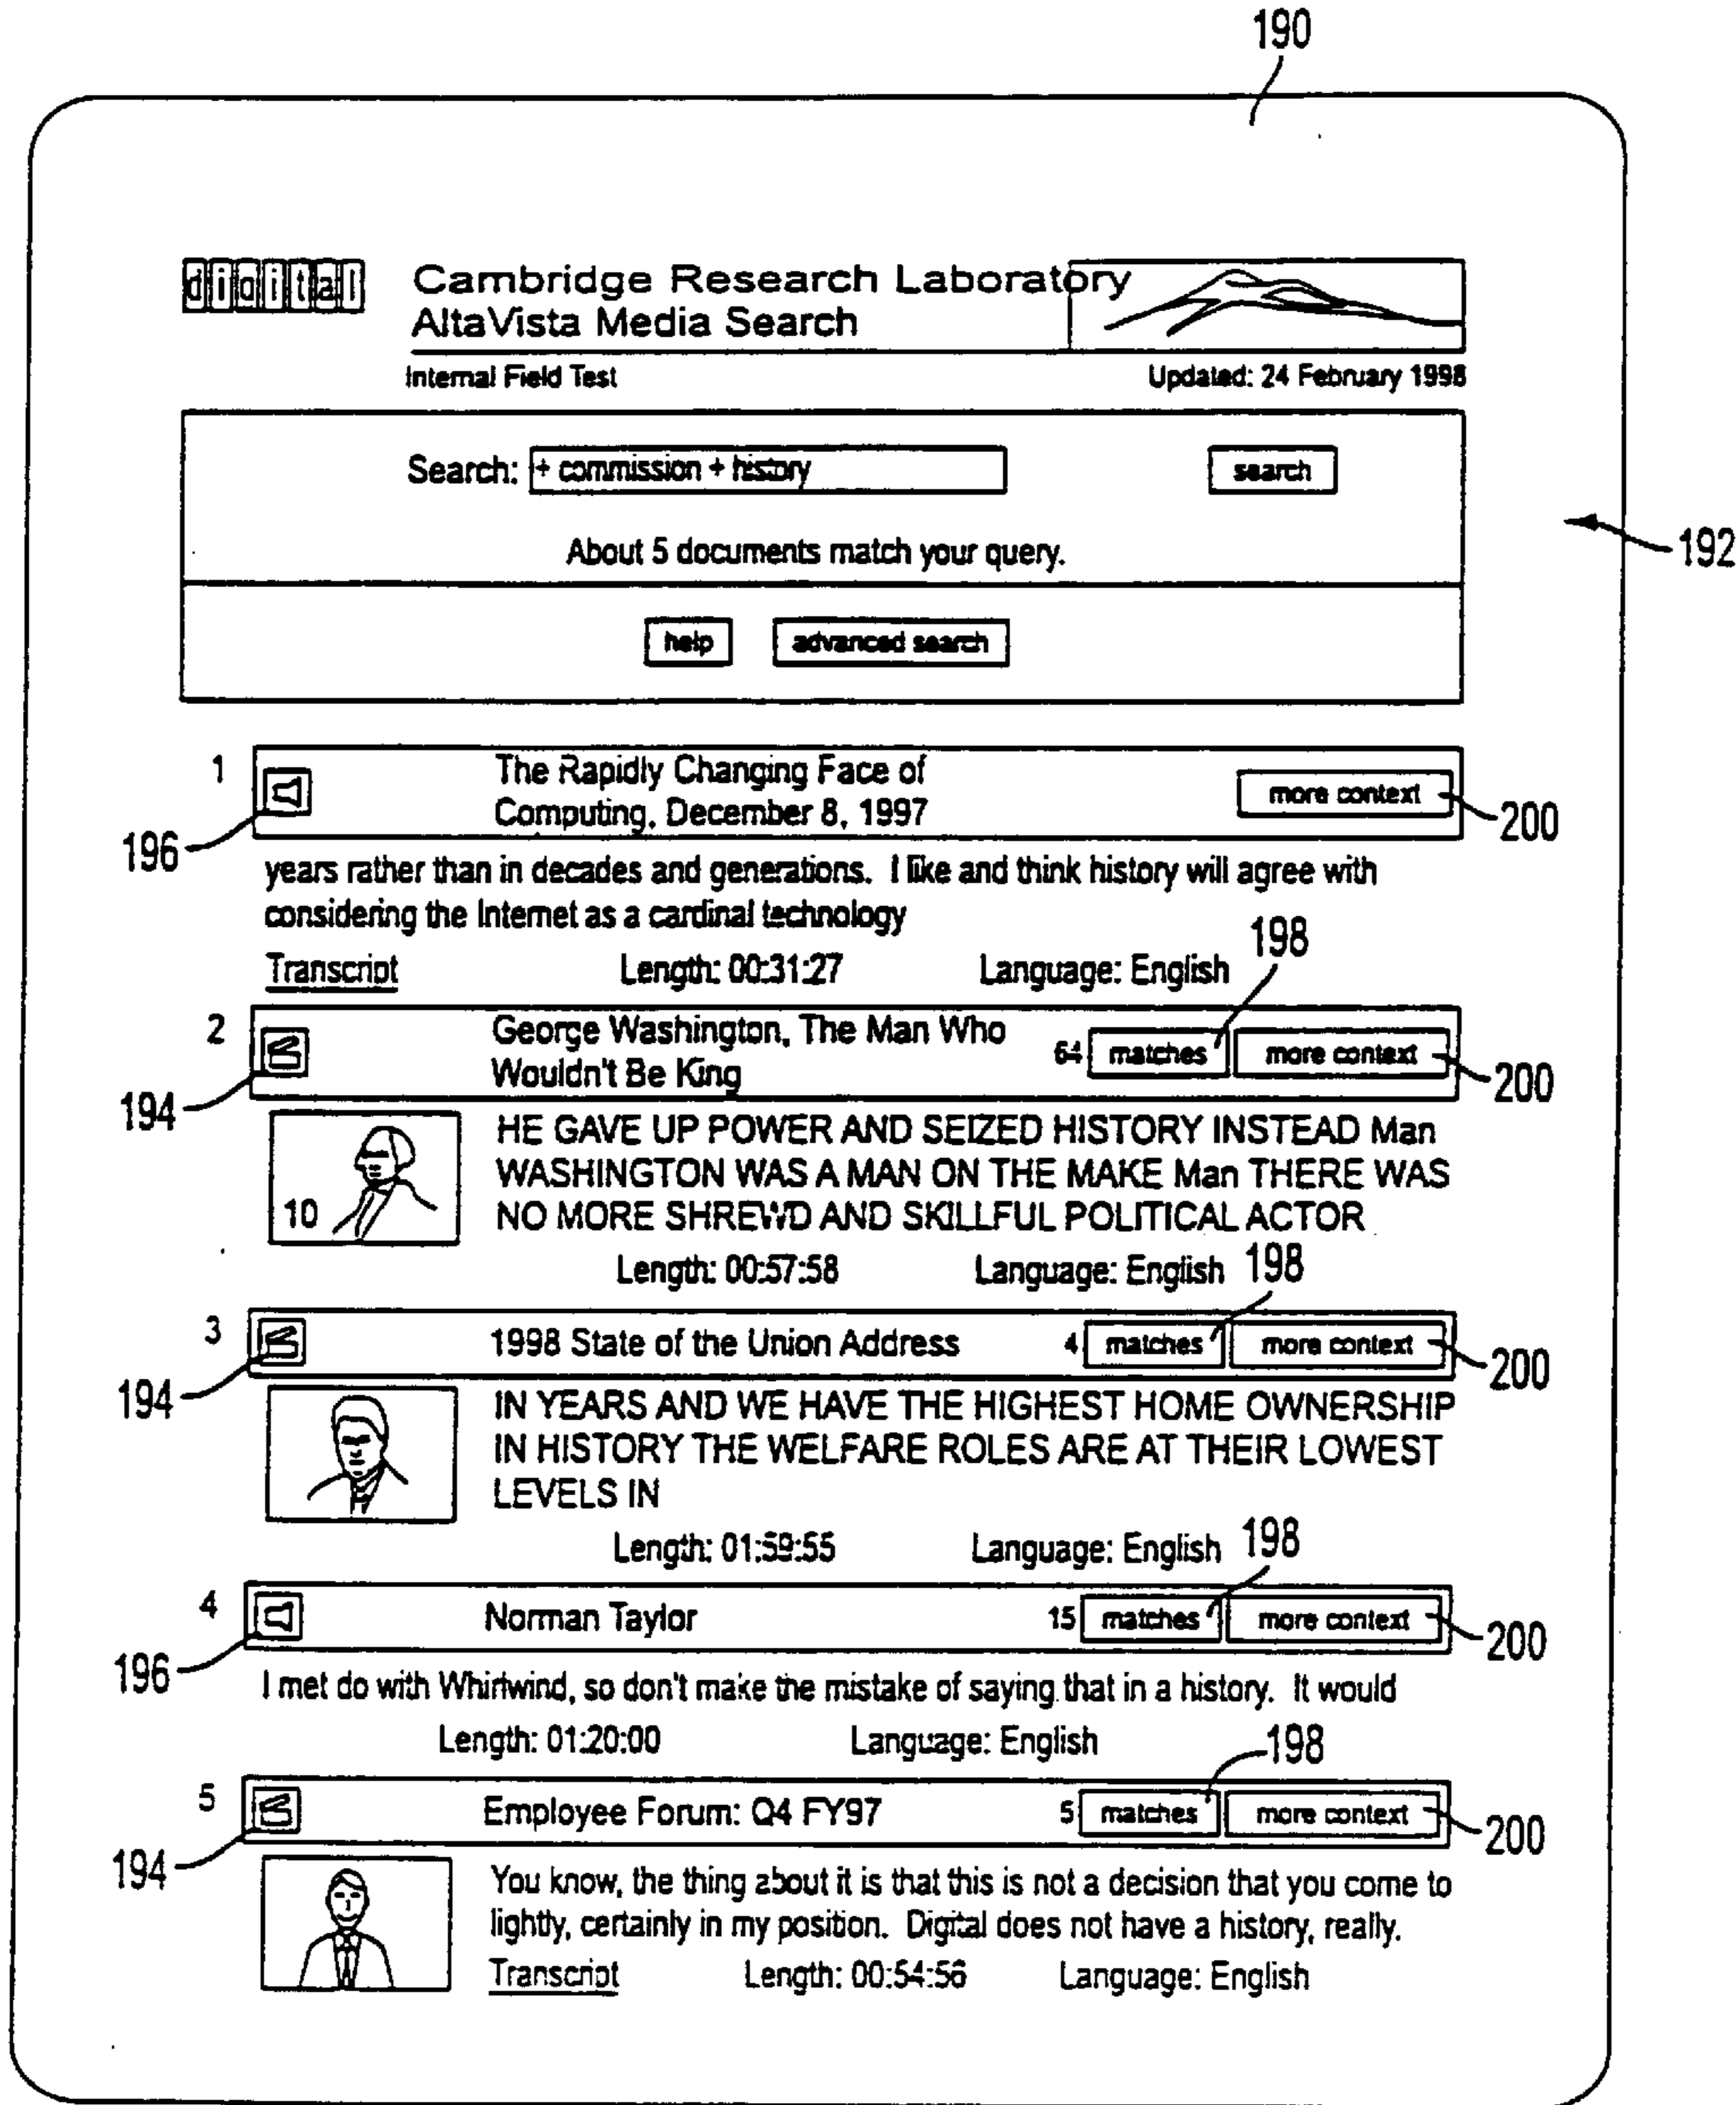 190
digital
Cambridge Research Laboratory
AltaVista Media Search
Internal Field Test Updated: 24 February 1998
Search: + commission + history search
192
About 5 documents match your query.
help advanced search
1 The Rapidly Changing Face of
Computing, December 8, 1997 more context 200
196
years rather than in decades and generations. I like and think history will agree with
considering the Internet as a cardinal technology
198
Transcript Length: 00:31:27 Language: English
2 George Washington, The Man Who
Wouldn't Be King 64 matches more context 200
194
HE GAVE UP POWER AND SEIZED HISTORY INSTEAD Man
WASHINGTON WAS A MAN ON THE MAKE Man THERE WAS
10 NO MORE SHREWD AND SKILLFUL POLITICAL ACTOR
Length: 00:57:58 Language: English 198
3 1998 State of the Union Address 4 matches more context 200
194
IN YEARS AND WE HAVE THE HIGHEST HOME OWNERSHIP
IN HISTORY THE WELFARE ROLES ARE AT THEIR LOWEST
LEVELS IN
Length: 01:59:55 Language: English 198
4 Norman Taylor 15 matches more context 200
196
I met do with Whirlwind, so don't make the mistake of saying that in a history. It would
Length: 01:20:00 Language: English 198
5 Employee Forum: Q4 FY97 5 matches more context 200
194
You know, the thing about it is that this is not a decision that you come to
lightly, certainly in my position. Digital does not have a history, really.
Transcript Length: 00:54:56 Language: English